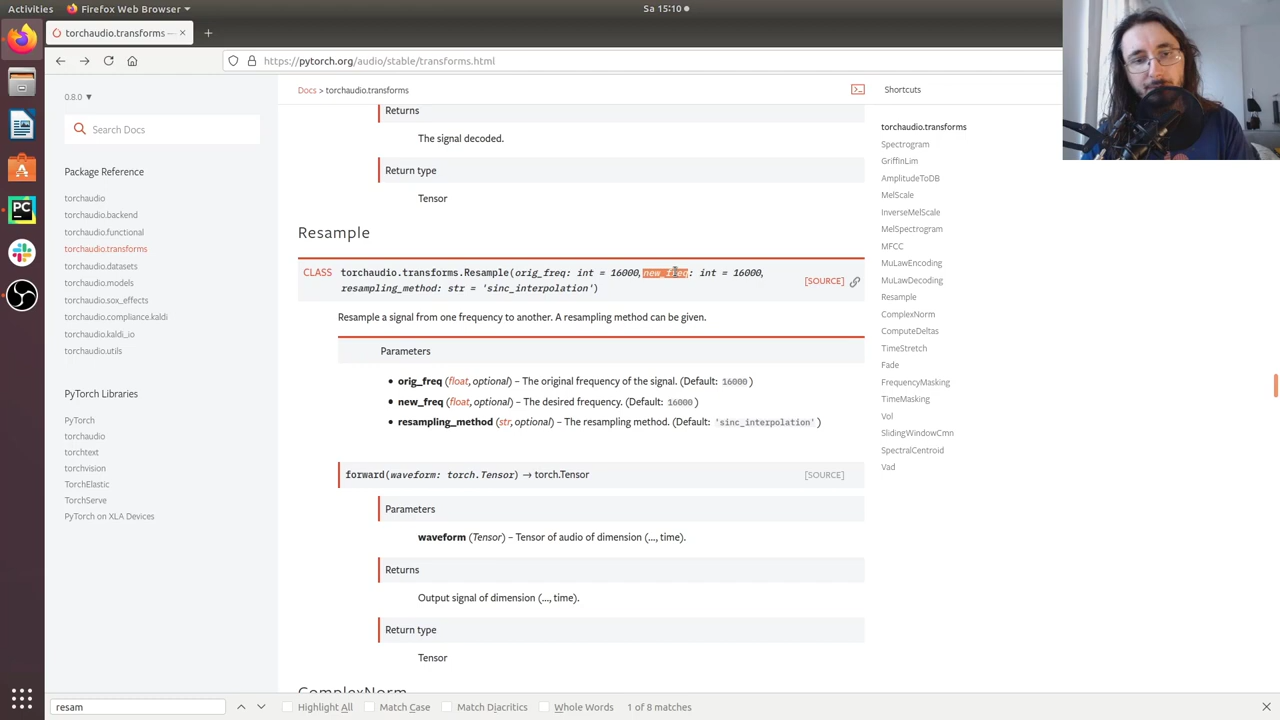 Activities
Firefox Web Browser
Sa 15:10
torchaudio.transforms —
https://pytorch.org/audio/stable/transforms.html
0.8.0 ▼
Search Docs
Package Reference
torchaudio
torchaudio.backend
torchaudio.functional
torchaudio.transforms
torchaudio.datasets
torchaudio.models
torchaudio.sox_effects
torchaudio.compliance.kaldi
torchaudio.kaldi_io
torchaudio.utils
PyTorch Libraries
PyTorch
torchaudio
torchtext
torchvision
TorchElastic
TorchServe
PyTorch on XLA Devices
Docs > torchaudio.transforms
Returns
The signal decoded.
Return type
Tensor
Resample
CLASS torchaudio.transforms.Resample(orig_freq: int = 16000, new_freq: int = 16000,
resampling_method: str = 'sinc_interpolation')
[SOURCE]
Resample a signal from one frequency to another. A resampling method can be given.
Parameters
• orig_freq (float, optional) – The original frequency of the signal. (Default: 16000 )
• new_freq (float, optional) – The desired frequency. (Default: 16000 )
• resampling_method (str, optional) – The resampling method. (Default: 'sinc_interpolation' )
forward(waveform: torch.Tensor) → torch.Tensor
[SOURCE]
Parameters
waveform (Tensor) – Tensor of audio of dimension (..., time).
Returns
Output signal of dimension (..., time).
Return type
Tensor
ComplexNorm
Shortcuts
torchaudio.transforms
Spectrogram
GriffinLim
AmplitudeToDB
MelScale
InverseMelScale
MelSpectrogram
MFCC
MuLawEncoding
MuLawDecoding
Resample
ComplexNorm
ComputeDeltas
TimeStretch
Fade
FrequencyMasking
TimeMasking
Vol
SlidingWindowCmn
SpectralCentroid
Vad
PC
resam
Highlight All
Match Case
Match Diacritics
Whole Words
1 of 8 matches